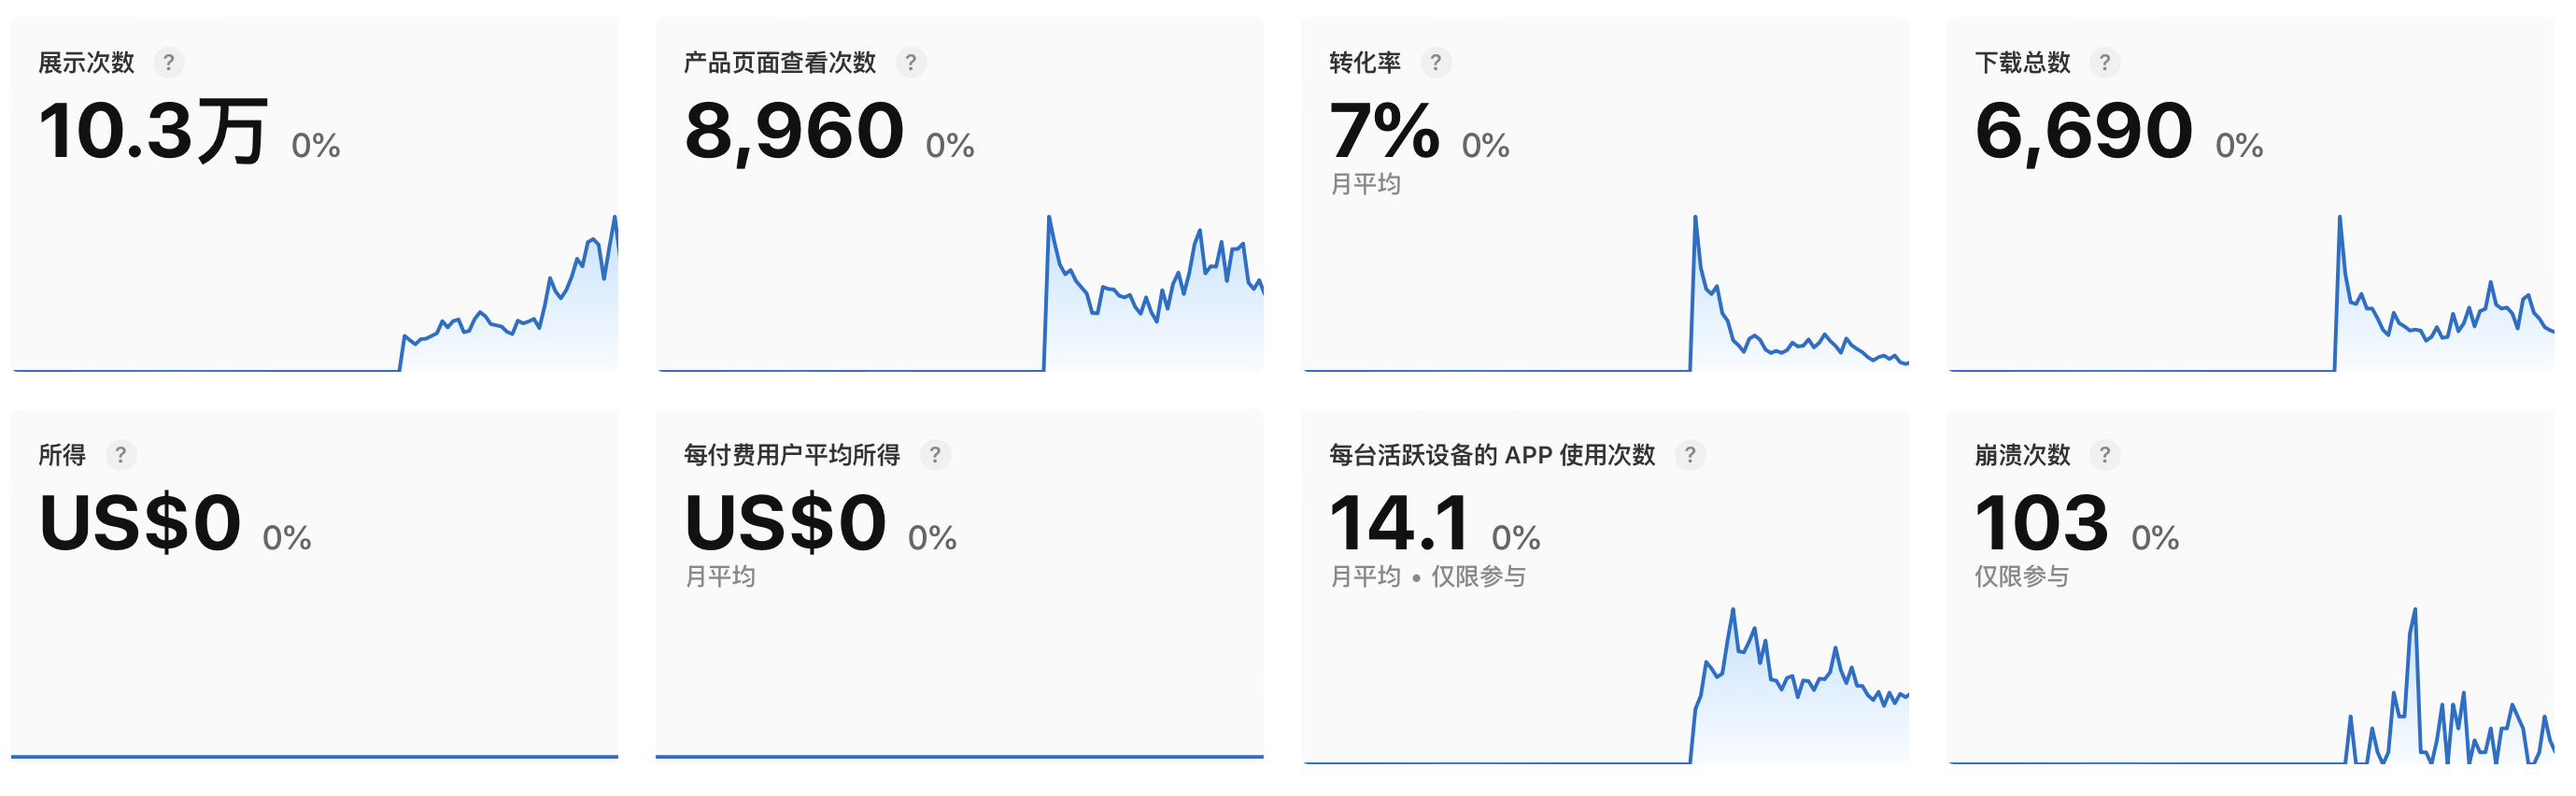 展示次数 ?
10.3万 0%
产品页面查看次数 ?
8,960 0%
转化率 ?
7% 0%
月平均
下载总数 ?
6,690 0%
所得 ?
US$0 0%
每付费用户平均所得 ?
US$0 0%
月平均
每台活跃设备的 APP 使用次数 ?
14.1 0%
月平均 • 仅限参与
崩溃次数 ?
103 0%
仅限参与